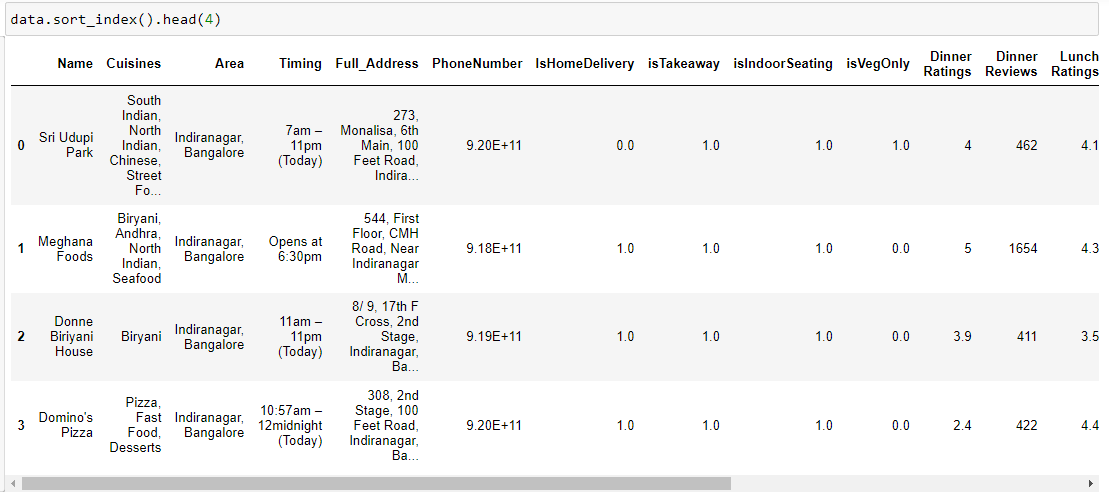 data.sort_index().head(4)
Name Cuisines Area Timing Full_Address PhoneNumber IsHomeDelivery isTakeaway isIndoorSeating isVegOnly Dinner Ratings Dinner Reviews Lunch Ratings
0 Sri Udupi Park South Indian, North Indian, Chinese, Street Fo... Indiranagar, Bangalore 7am – 11pm (Today) 273, Monalisa, 6th Main, 100 Feet Road, Indira... 9.20E+11 0.0 1.0 1.0 1.0 4 462 4.1
1 Meghana Foods Biryani, Andhra, North Indian, Seafood Indiranagar, Bangalore Opens at 6:30pm 544, First Floor, CMH Road, Near Indiranagar M... 9.18E+11 1.0 1.0 1.0 0.0 5 1654 4.3
2 Donne Biriyani House Biryani Indiranagar, Bangalore 11am – 11pm (Today) 8/ 9, 17th F Cross, 2nd Stage, Indiranagar, Ba... 9.19E+11 1.0 1.0 1.0 0.0 3.9 411 3.5
3 Domino's Pizza Pizza, Fast Food, Desserts Indiranagar, Bangalore 10:57am – 12midnight (Today) 308, 2nd Stage, 100 Feet Road, Indiranagar, Ba... 9.20E+11 1.0 1.0 1.0 0.0 2.4 422 4.4